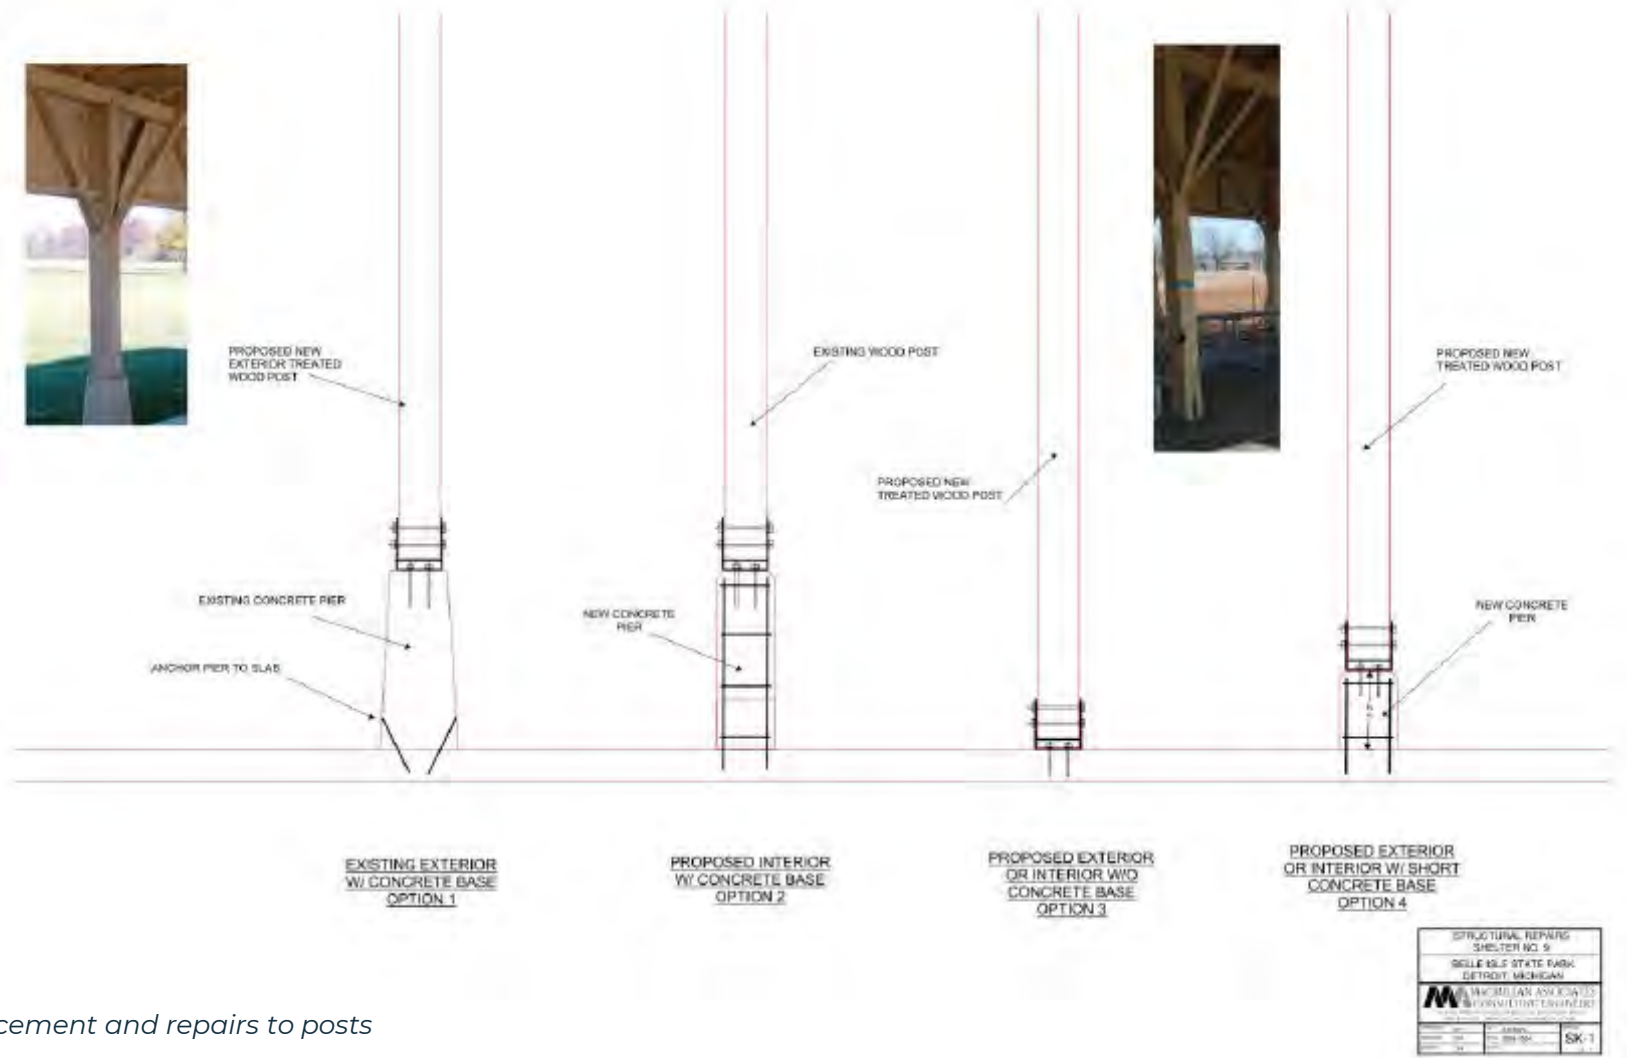 PROPOSED NEW
EXTERIOR TREATED
WOOD POST
EXISTING CONCRETE PIER
ANCHOR PIER TO SLAB
EXISTING WOOD POST
NEW CONCRETE
PIER
PROPOSED NEW
TREATED WOOD POST
PROPOSED NEW
TREATED WOOD POST
NEW CONCRETE
PIER
EXISTING EXTERIOR
W/ CONCRETE BASE
OPTION 1
PROPOSED INTERIOR
W/ CONCRETE BASE
OPTION 2
PROPOSED EXTERIOR
OR INTERIOR W/O
CONCRETE BASE
OPTION 3
PROPOSED EXTERIOR
OR INTERIOR W/ SHORT
CONCRETE BASE
OPTION 4
STRUCTURAL REPAIRS
SHELTER NO. 9
BELLE ISLE STATE PARK
DETROIT, MICHIGAN
MACMILLAN ASSOCIATES
CONSULTING ENGINEERS
SK-1
cement and repairs to posts